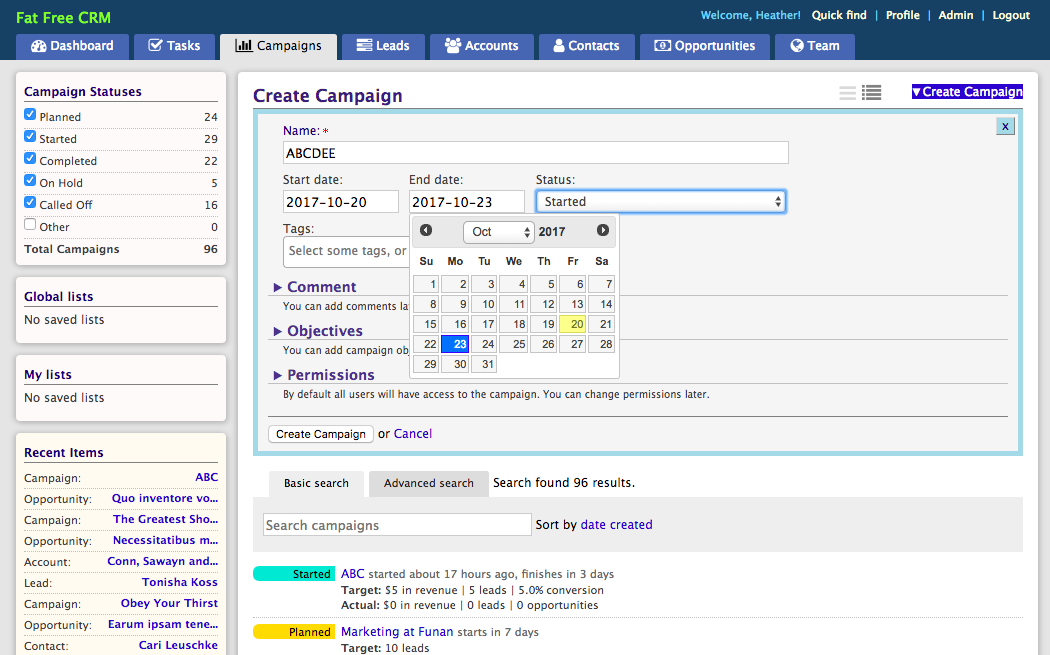 Fat Free CRM
Welcome, Heather! Quick find | Profile | Admin | Logout
Dashboard Tasks Campaigns Leads Accounts Contacts Opportunities Team
Campaign Statuses
Planned 24
Started 29
Completed 22
On Hold 5
Called Off 16
Other 0
Total Campaigns 96
Global lists
No saved lists
My lists
No saved lists
Recent Items
Campaign: ABC
Opportunity: Quo inventore vo...
Campaign: The Greatest Sho...
Opportunity: Necessitatibus m...
Account: Conn, Sawayn and...
Lead: Tonisha Koss
Campaign: Obey Your Thirst
Opportunity: Earum ipsam tene...
Contact: Cari Leuschke
Create Campaign
▼Create Campaign
x
Name: *
ABCDEE
Start date: End date: Status:
2017-10-20 2017-10-23 Started
Tags:
Select some tags, or
Oct 2017
Su Mo Tu We Th Fr Sa
1 2 3 4 5 6 7
8 9 10 11 12 13 14
15 16 17 18 19 20 21
22 23 24 25 26 27 28
29 30 31
▶ Comment
You can add comments la
▶ Objectives
You can add campaign obj
▶ Permissions
By default all users will have access to the campaign. You can change permissions later.
Create Campaign or Cancel
Basic search Advanced search Search found 96 results.
Search campaigns Sort by date created
Started ABC started about 17 hours ago, finishes in 3 days
Target: $5 in revenue | 5 leads | 5.0% conversion
Actual: $0 in revenue | 0 leads | 0 opportunities
Planned Marketing at Funan starts in 7 days
Target: 10 leads